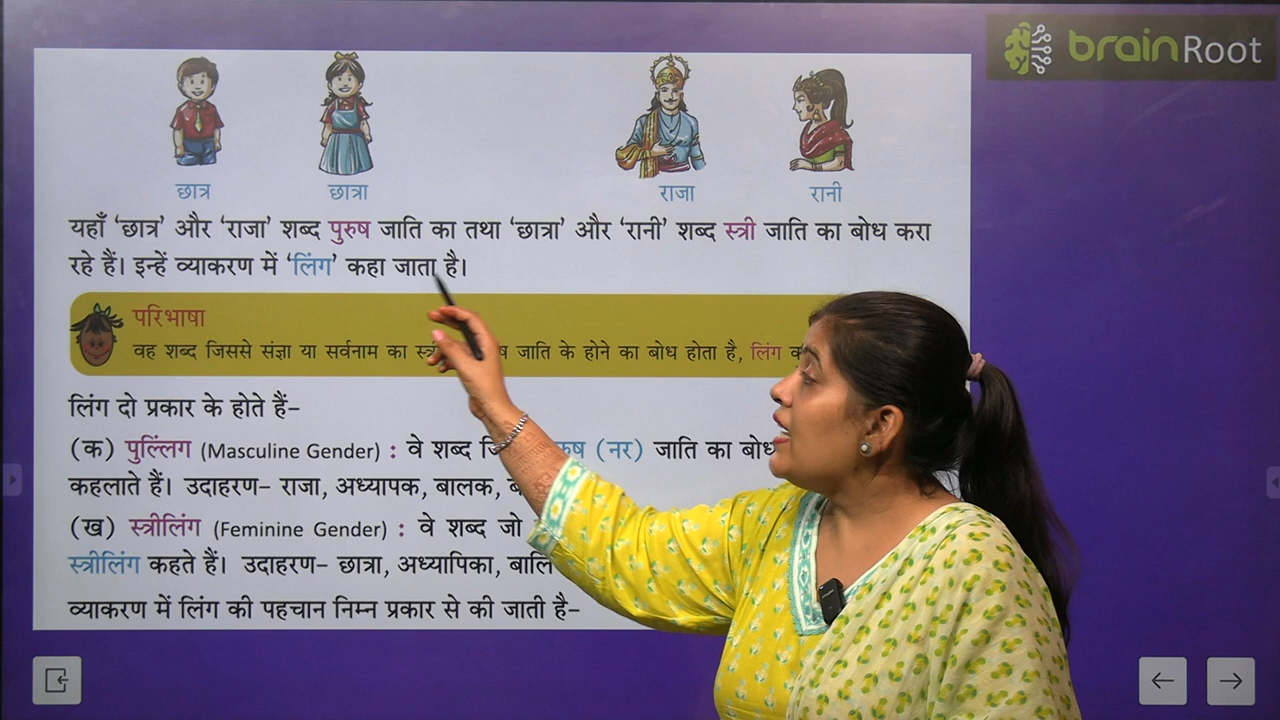 brainRoot
छात्र छात्रा राजा रानी
यहाँ ‘छात्र’ और ‘राजा’ शब्द पुरुष जाति का तथा ‘छात्रा’ और ‘रानी’ शब्द स्त्री जाति का बोध करा
रहे हैं। इन्हें व्याकरण में ‘लिंग’ कहा जाता है।
परिभाषा
वह शब्द जिससे संज्ञा या सर्वनाम का जाति के होने का बोध होता है, लिंग
लिंग दो प्रकार के होते हैं–
(क) पुल्लिंग (Masculine Gender) : वे शब्द (नर) जाति का बोध
कहलाते हैं। उदाहरण– राजा, अध्यापक, बालक,
(ख) स्त्रीलिंग (Feminine Gender) : वे शब्द जो
स्त्रीलिंग कहते हैं। उदाहरण– छात्रा, अध्यापिका,
व्याकरण में लिंग की पहचान निम्न प्रकार से की जाती है–